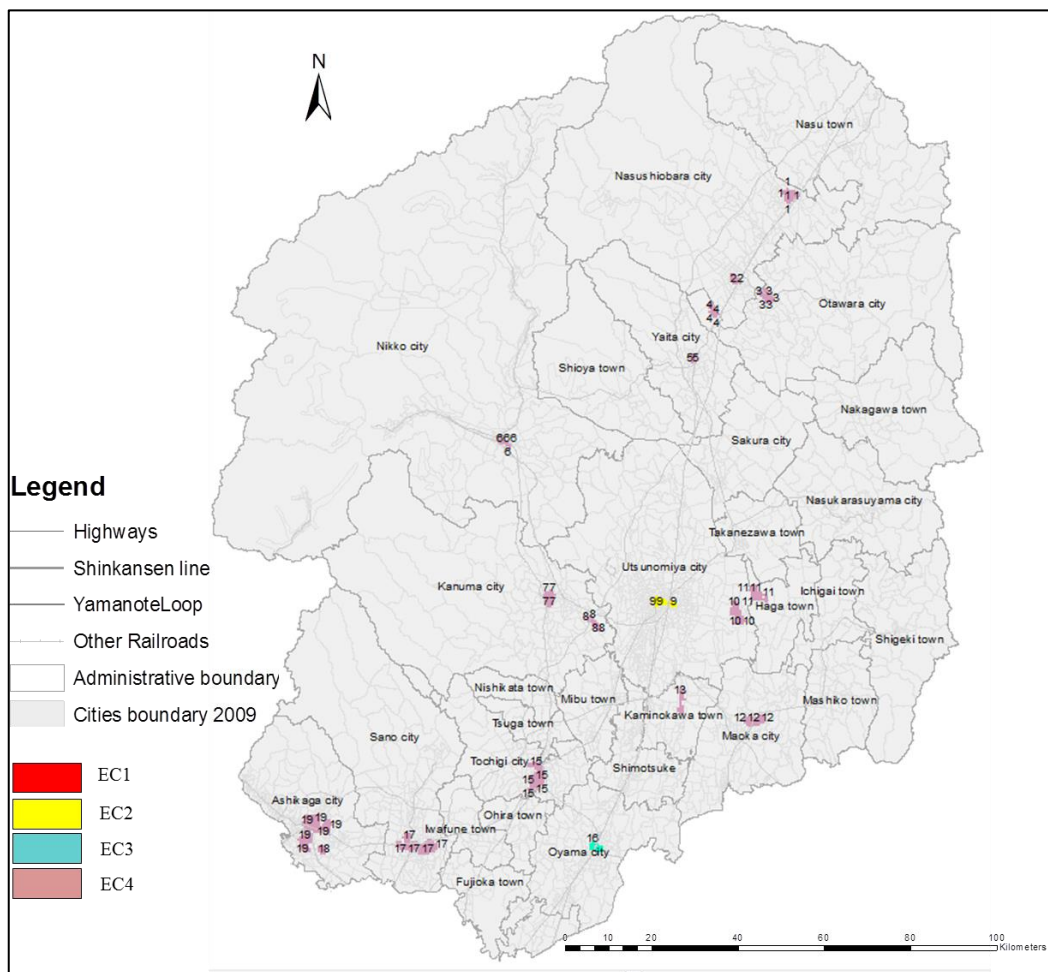 N
Nasu town
Nasushiobara city
1
1 1 1
1
22
3 3
3
33
Otawara city
4
4
4
4
Yaita city
55
Nikko city
Shioya town
Nakagawa town
Sakura city
666
6
Legend
Highways
Shinkansen line
YamanoteLoop
Other Railroads
Administrative boundary
Cities boundary 2009
EC1
EC2
EC3
EC4
Nasukarasuyama city
Takanezawa town
Utsunomiya city
Kanuma city
77
77
1111
11
Ichigai town
99 9
10 11
Haga town
8 8
88
1010
Shigeki town
Nishikata town
Mibu town
13
Mashiko town
Tsuga town
Kaminokawa town
12 12 12
Maoka city
Sano city
Tochigi city
15
15
15
15
15
Shimotsuke
Ashikaga city
Ohira town
19 19
19
19
19
19
18
17
Iwafune town
17 17 17
17
16
Oyama city
Fujioka town
0 10 20 40 60 80 100
Kilometers